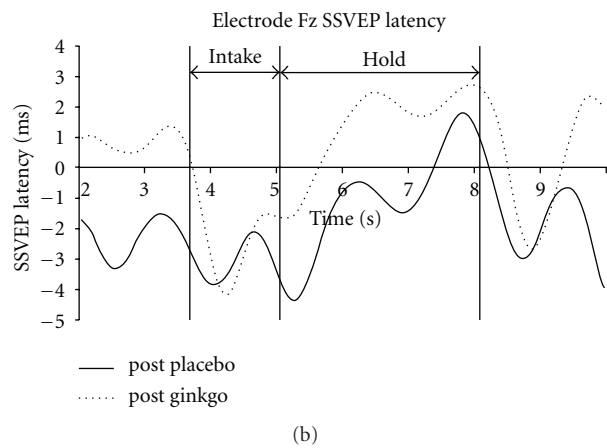 Electrode Fz SSVEP latency
Intake
Hold
SSVEP latency (ms)
4
3
2
1
0
−1
−2
−3
−4
−5
2 3 4 5 6 7 8 9
Time (s)
post placebo
post ginkgo
(b)